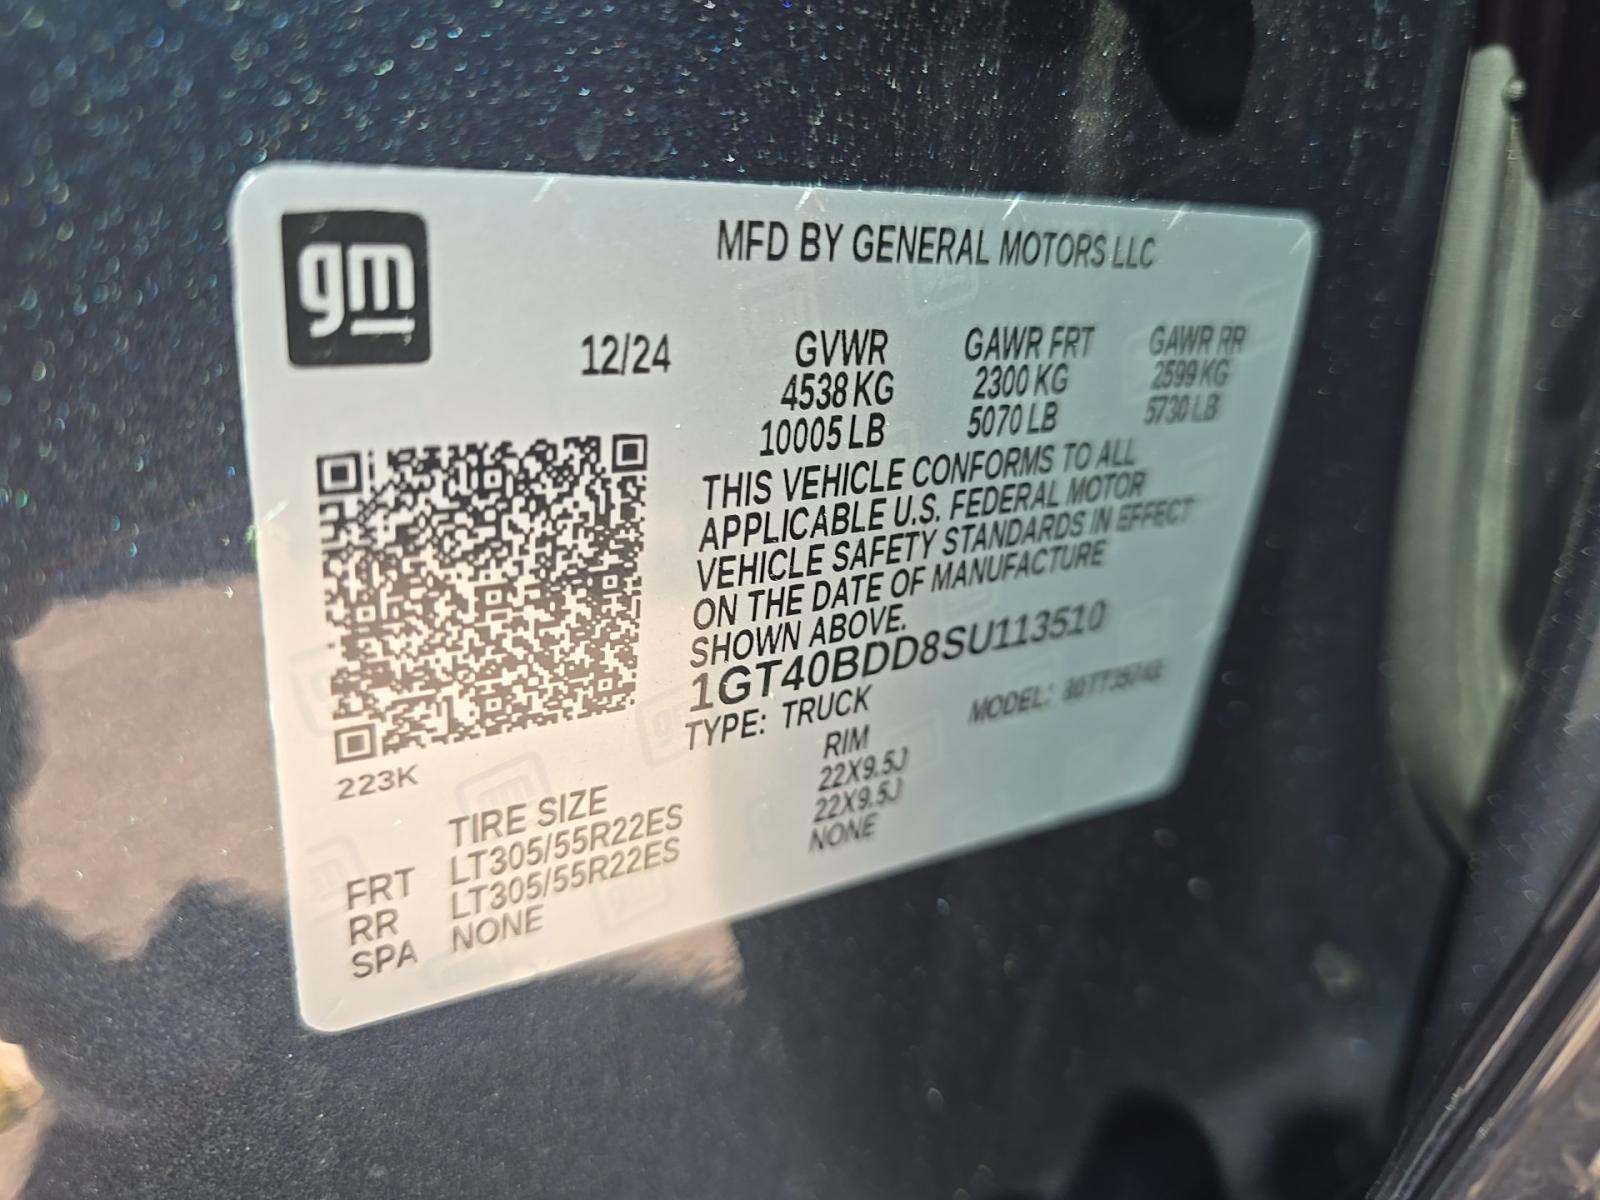 gm
MFD BY GENERAL MOTORS LLC
12/24
GVWR GAWR FRT GAWR RR
4538 KG 2300 KG 2599 KG
10005 LB 5070 LB 5730 LB
THIS VEHICLE CONFORMS TO ALL
APPLICABLE U.S. FEDERAL MOTOR
VEHICLE SAFETY STANDARDS IN EFFECT
ON THE DATE OF MANUFACTURE
SHOWN ABOVE.
1GT40BDD8SU113510
TYPE: TRUCK MODEL:
223K
TIRE SIZE RIM
FRT LT305/55R22ES 22X9.5J
RR LT305/55R22ES 22X9.5J
SPA NONE NONE